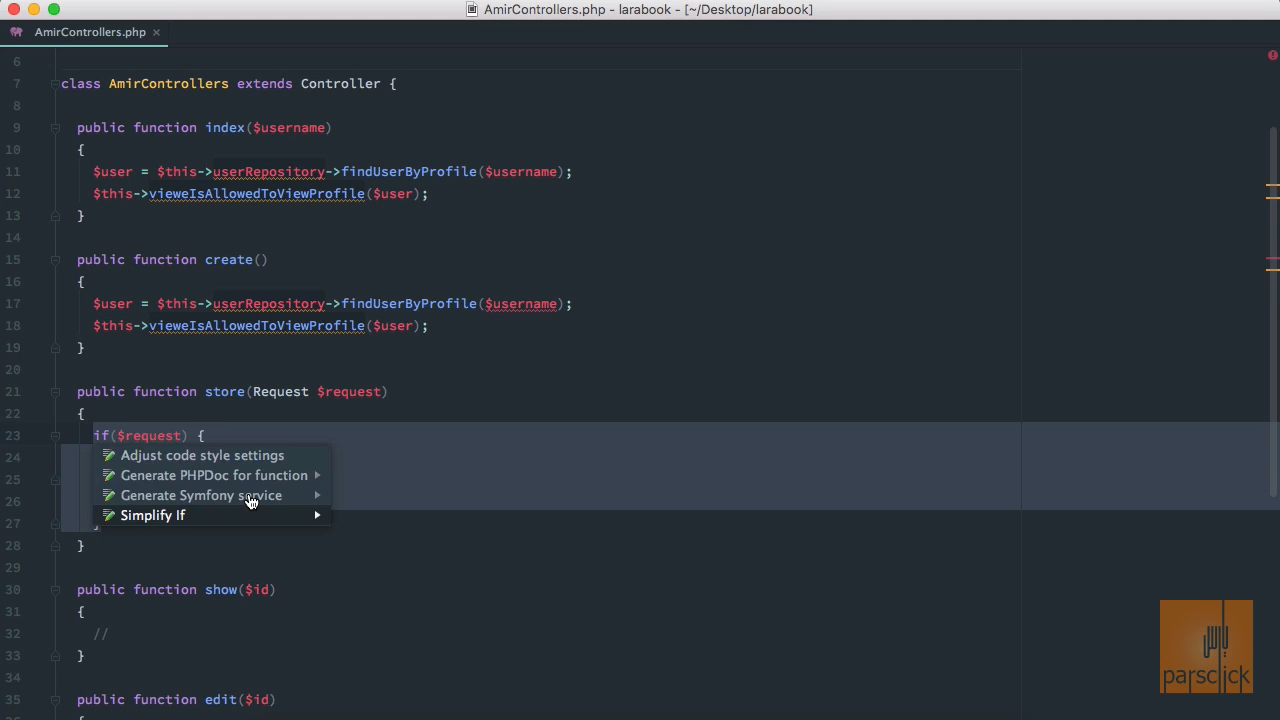 AmirControllers.php - larabook - [~/Desktop/larabook]
AmirControllers.php ×
6
7 class AmirControllers extends Controller {
8
9 public function index($username)
10 {
11 $user = $this->userRepository->findUserByProfile($username);
12 $this->vieweIsAllowedToViewProfile($user);
13 }
14
15 public function create()
16 {
17 $user = $this->userRepository->findUserByProfile($username);
18 $this->vieweIsAllowedToViewProfile($user);
19 }
20
21 public function store(Request $request)
22 {
23 if($request) {
24 Adjust code style settings
25 Generate PHPDoc for function
26 Generate Symfony service
27 Simplify If
28 }
29
30 public function show($id)
31 {
32 //
33 }
34
35 public function edit($id)
پارس
parsclick